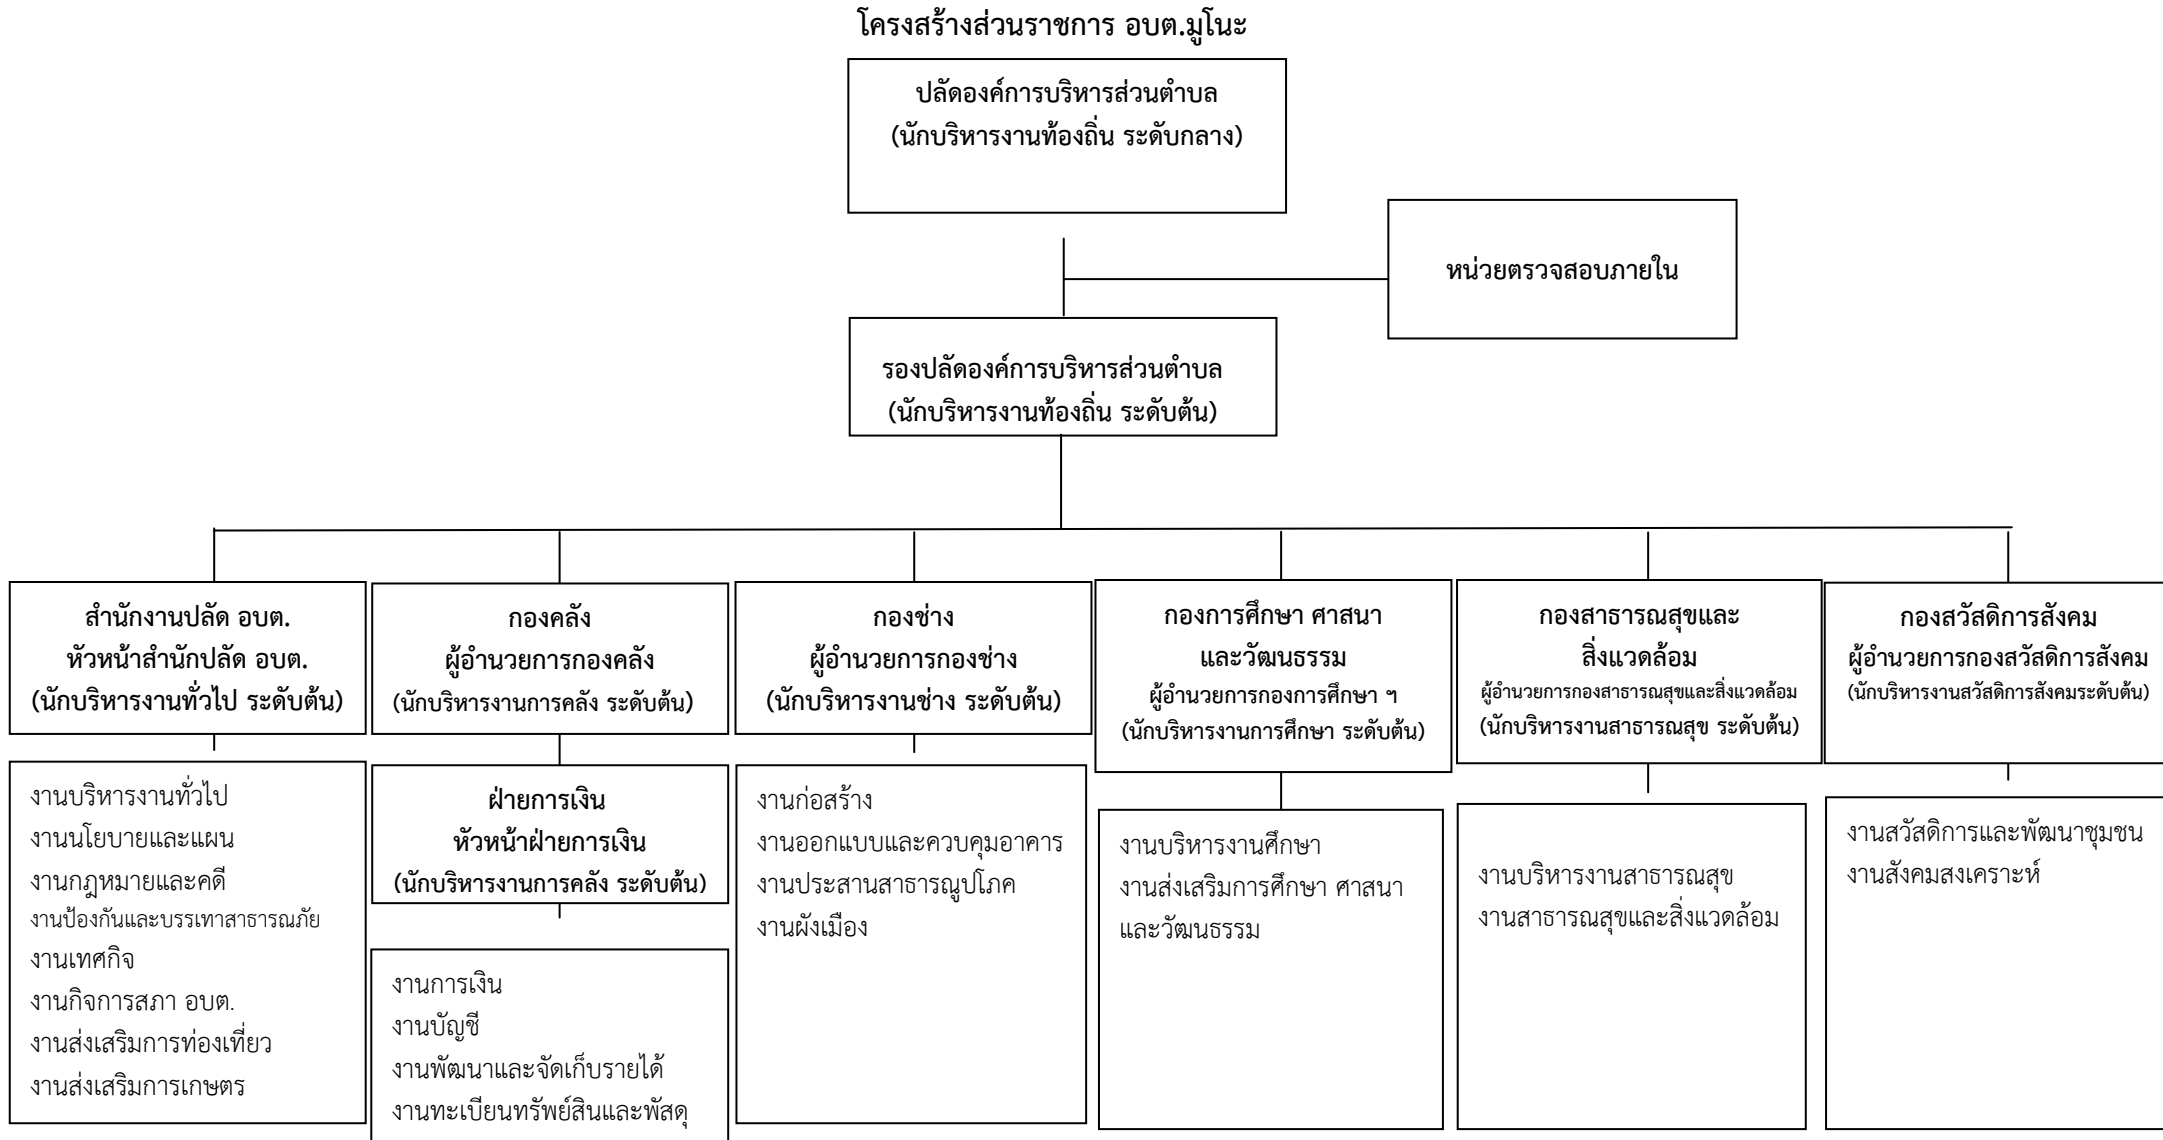 โครงสร้างส่วนราชการ อบต.มูโนะ
ปลัดองค์การบริหารส่วนตำบล
(นักบริหารงานท้องถิ่น ระดับกลาง)
หน่วยตรวจสอบภายใน
รองปลัดองค์การบริหารส่วนตำบล
(นักบริหารงานท้องถิ่น ระดับต้น)
สำนักงานปลัด อบต.
หัวหน้าสำนักปลัด อบต.
(นักบริหารงานทั่วไป ระดับต้น)
งานบริหารงานทั่วไป
งานนโยบายและแผน
งานกฎหมายและคดี
งานป้องกันและบรรเทาสาธารณภัย
งานเทศกิจ
งานกิจการสภา อบต.
งานส่งเสริมการท่องเที่ยว
งานส่งเสริมการเกษตร
กองคลัง
ผู้อำนวยการกองคลัง
(นักบริหารงานการคลัง ระดับต้น)
ฝ่ายการเงิน
หัวหน้าฝ่ายการเงิน
(นักบริหารงานการคลัง ระดับต้น)
งานการเงิน
งานบัญชี
งานพัฒนาและจัดเก็บรายได้
งานทะเบียนทรัพย์สินและพัสดุ
กองช่าง
ผู้อำนวยการกองช่าง
(นักบริหารงานช่าง ระดับต้น)
งานก่อสร้าง
งานออกแบบและควบคุมอาคาร
งานประสานสาธารณูปโภค
งานผังเมือง
กองการศึกษา ศาสนา
และวัฒนธรรม
ผู้อำนวยการกองการศึกษา ฯ
(นักบริหารงานการศึกษา ระดับต้น)
งานบริหารงานศึกษา
งานส่งเสริมการศึกษา ศาสนา
และวัฒนธรรม
กองสาธารณสุขและ
สิ่งแวดล้อม
ผู้อำนวยการกองสาธารณสุขและสิ่งแวดล้อม
(นักบริหารงานสาธารณสุข ระดับต้น)
งานบริหารงานสาธารณสุข
งานสาธารณสุขและสิ่งแวดล้อม
กองสวัสดิการสังคม
ผู้อำนวยการกองสวัสดิการสังคม
(นักบริหารงานสวัสดิการสังคมระดับต้น)
งานสวัสดิการและพัฒนาชุมชน
งานสังคมสงเคราะห์